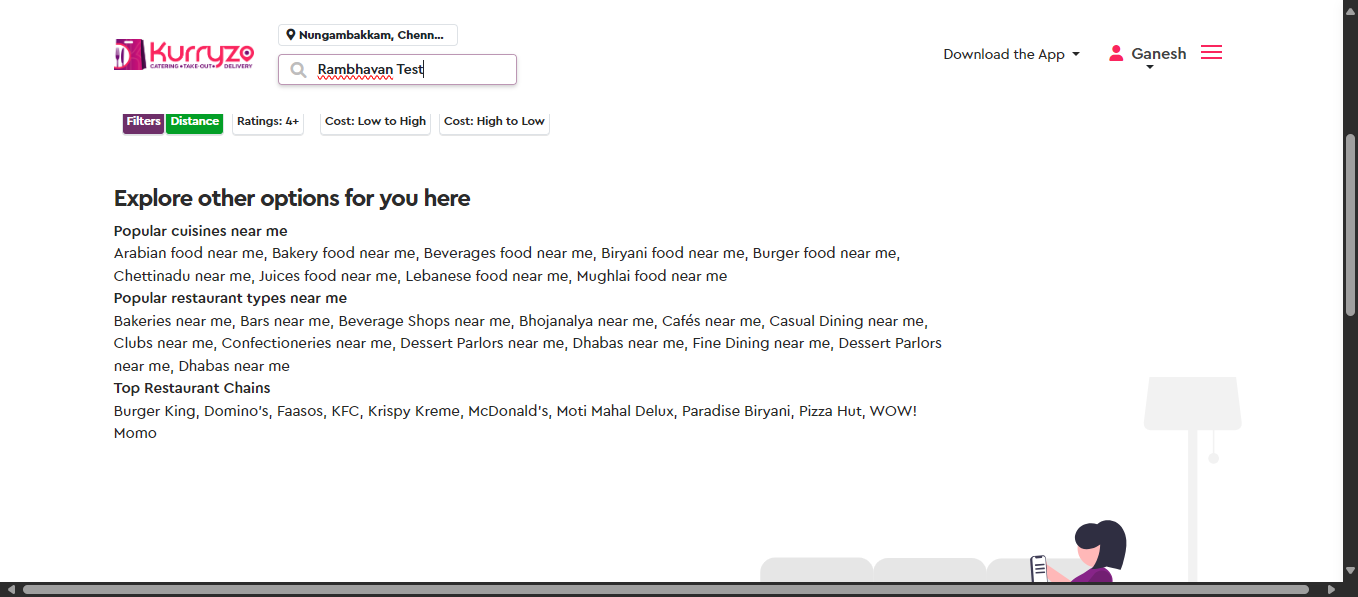 Nungambakkam, Chenn...
Kurryzo
CATERING•TAKE-OUT•DELIVERY
Rambhavan Test
Download the App
Ganesh
Filters Distance Ratings: 4+ Cost: Low to High Cost: High to Low
Explore other options for you here
Popular cuisines near me
Arabian food near me, Bakery food near me, Beverages food near me, Biryani food near me, Burger food near me,
Chettinadu near me, Juices food near me, Lebanese food near me, Mughlai food near me
Popular restaurant types near me
Bakeries near me, Bars near me, Beverage Shops near me, Bhojanalya near me, Cafés near me, Casual Dining near me,
Clubs near me, Confectioneries near me, Dessert Parlors near me, Dhabas near me, Fine Dining near me, Dessert Parlors
near me, Dhabas near me
Top Restaurant Chains
Burger King, Domino's, Faasos, KFC, Krispy Kreme, McDonald's, Moti Mahal Delux, Paradise Biryani, Pizza Hut, WOW!
Momo